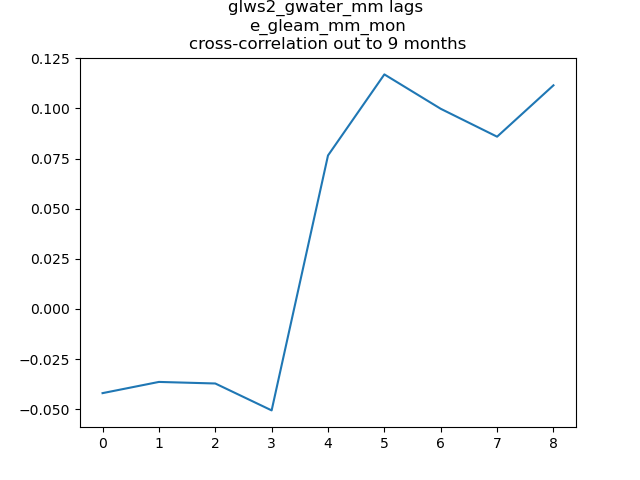 glws2_gwater_mm lags
e_gleam_mm_mon
cross-correlation out to 9 months
0.125
0.100
0.075
0.050
0.025
0.000
−0.025
−0.050
0 1 2 3 4 5 6 7 8